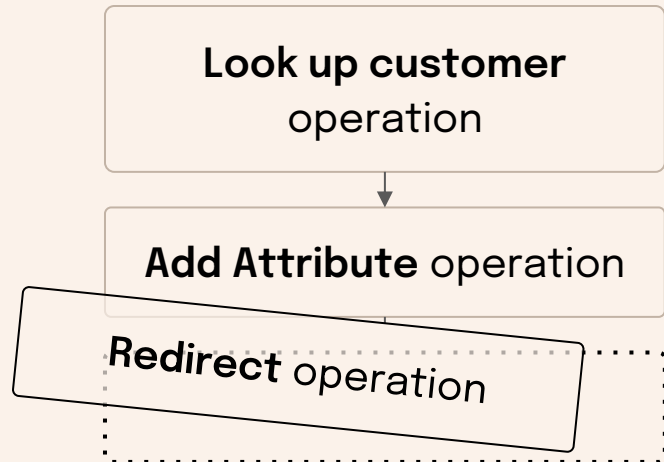 Look up customer
operation
Add Attribute operation
Redirect operation